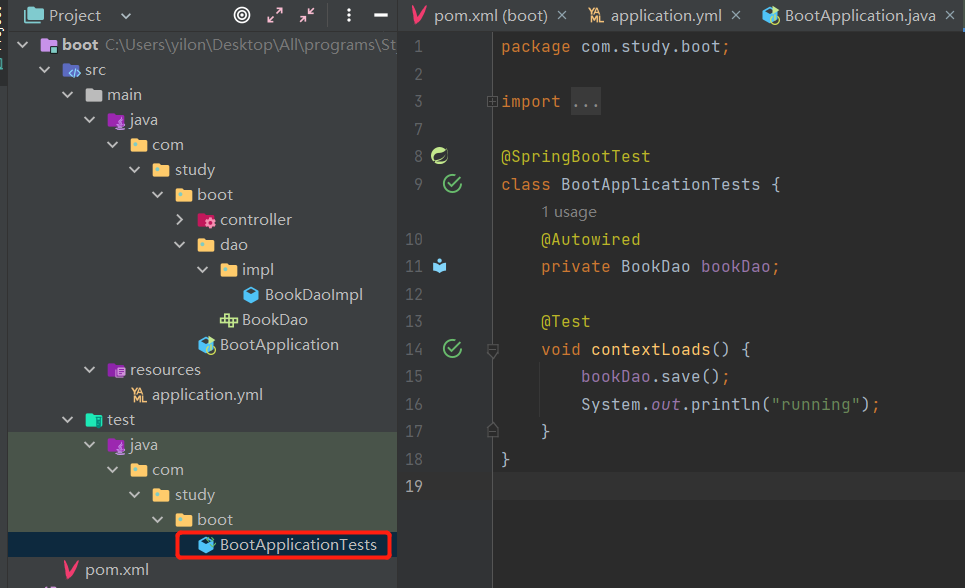 Project
boot C:\Users\yilon\Desktop\All\programs\St
src
main
java
com
study
boot
controller
dao
impl
BookDaoImpl
BookDao
BootApplication
resources
application.yml
test
java
com
study
boot
BootApplicationTests
pom.xml
pom.xml (boot) application.yml BootApplication.java
1 package com.study.boot;
2
3 import ...
7
8 @SpringBootTest
9 class BootApplicationTests {
1 usage
10 @Autowired
11 private BookDao bookDao;
12
13 @Test
14 void contextLoads() {
15 bookDao.save();
16 System.out.println("running");
17 }
18 }
19